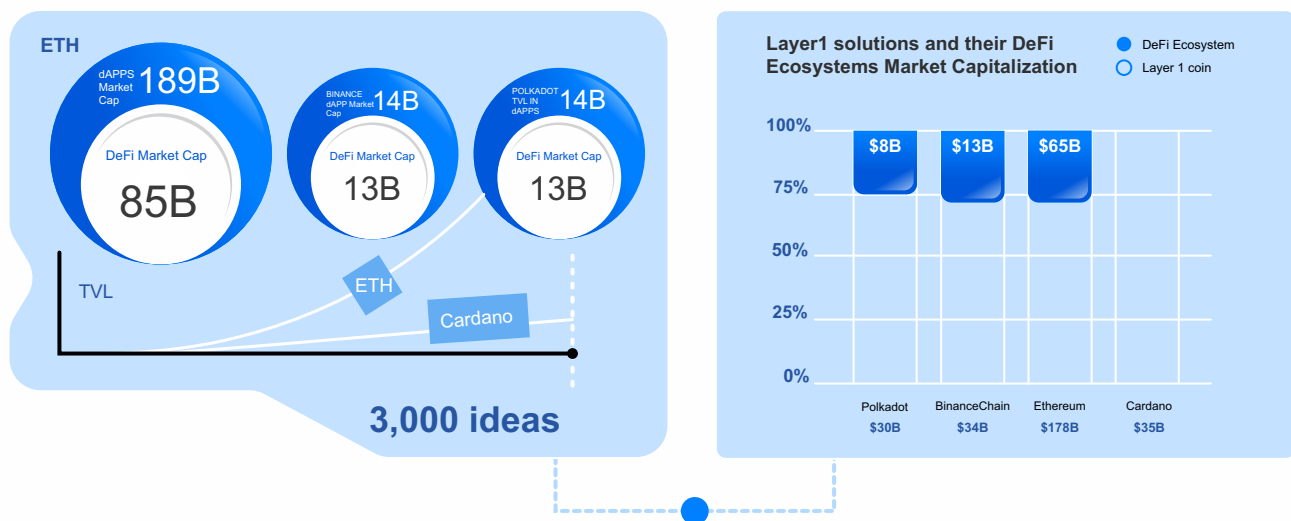 ETH
dAPPS
Market
Cap
189B
DeFi Market Cap
85B
BINANCE
dAPP Market
Cap
14B
DeFi Market Cap
13B
POLKADOT
TVL IN
dAPPS
14B
DeFi Market Cap
13B
TVL
ETH
Cardano
3,000 ideas
Layer1 solutions and their DeFi
Ecosystems Market Capitalization
DeFi Ecosystem
Layer 1 coin
100%
75%
50%
25%
0%
$8B
$13B
$65B
Polkadot
BinanceChain
Ethereum
Cardano
$30B
$34B
$178B
$35B